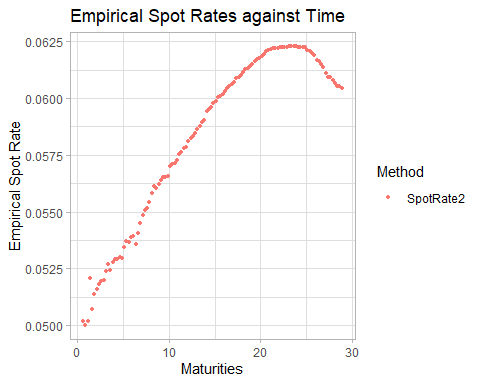 Empirical Spot Rates against Time
0.0625
0.0600
0.0575
0.0550
0.0525
0.0500
Empirical Spot Rate
0
10
20
30
Maturities
Method
SpotRate2